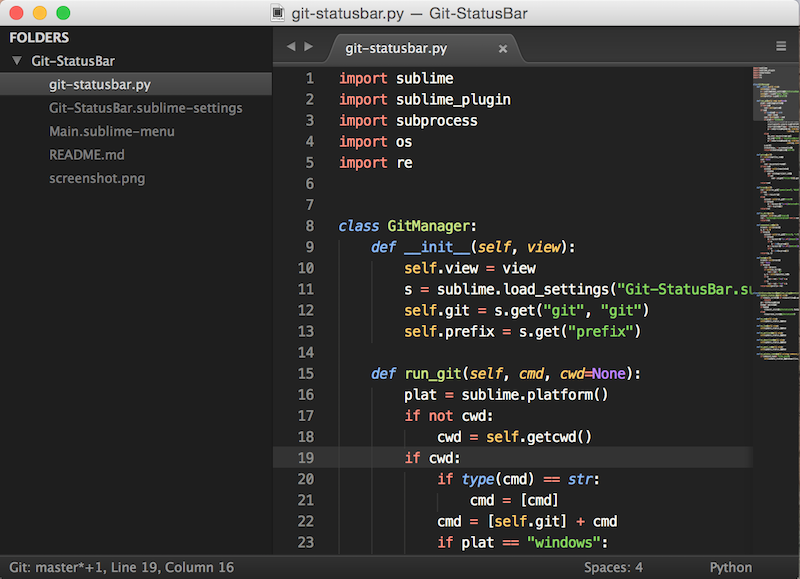 git-statusbar.py — Git-StatusBar
FOLDERS
Git-StatusBar
git-statusbar.py
Git-StatusBar.sublime-settings
Main.sublime-menu
README.md
screenshot.png
git-statusbar.py
1 import sublime
2 import sublime_plugin
3 import subprocess
4 import os
5 import re
6
7
8 class GitManager:
9 def __init__(self, view):
10 self.view = view
11 s = sublime.load_settings("Git-StatusBar.su
12 self.git = s.get("git", "git")
13 self.prefix = s.get("prefix")
14
15 def run_git(self, cmd, cwd=None):
16 plat = sublime.platform()
17 if not cwd:
18 cwd = self.getcwd()
19 if cwd:
20 if type(cmd) == str:
21 cmd = [cmd]
22 cmd = [self.git] + cmd
23 if plat == "windows":
Git: master*+1, Line 19, Column 16 Spaces: 4 Python